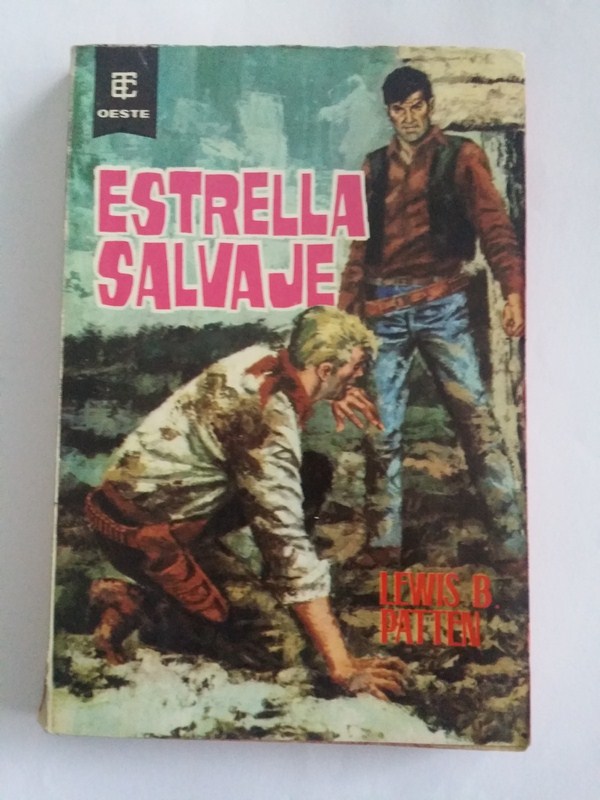 OESTE
ESTRELLA
SALVAJE
LEWIS B.
PATTEN